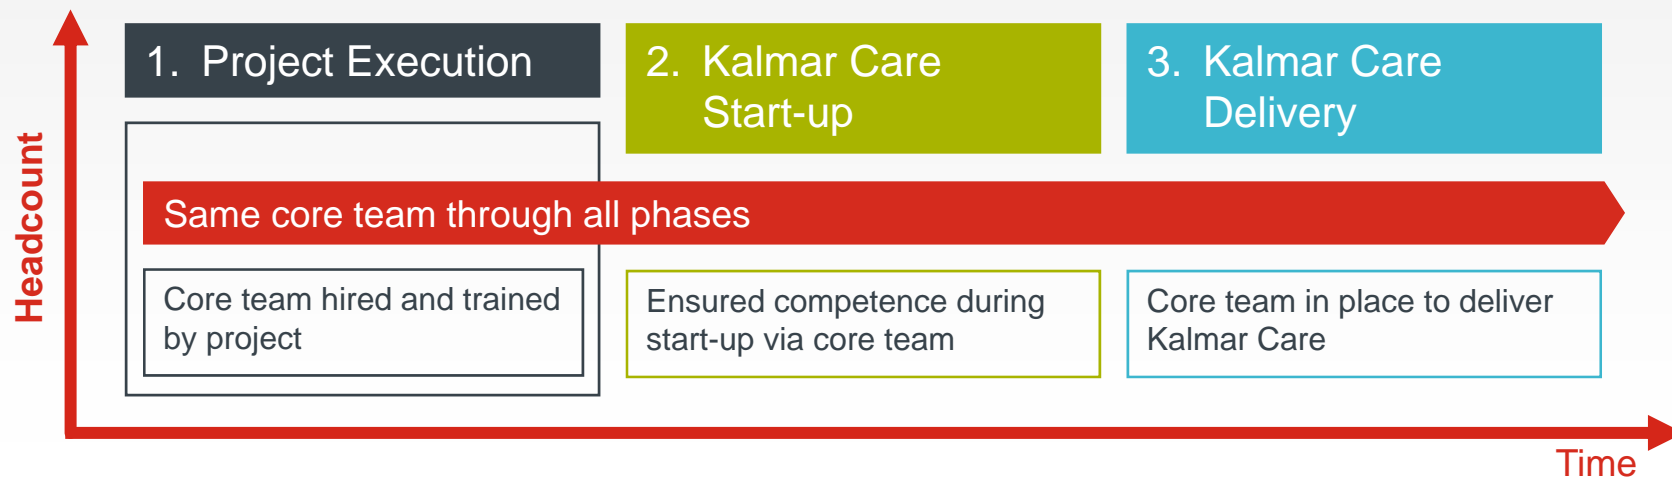 1. Project Execution
2. Kalmar Care
Start-up
3. Kalmar Care
Delivery
Headcount
Same core team through all phases
Core team hired and trained
by project
Ensured competence during
start-up via core team
Core team in place to deliver
Kalmar Care
Time